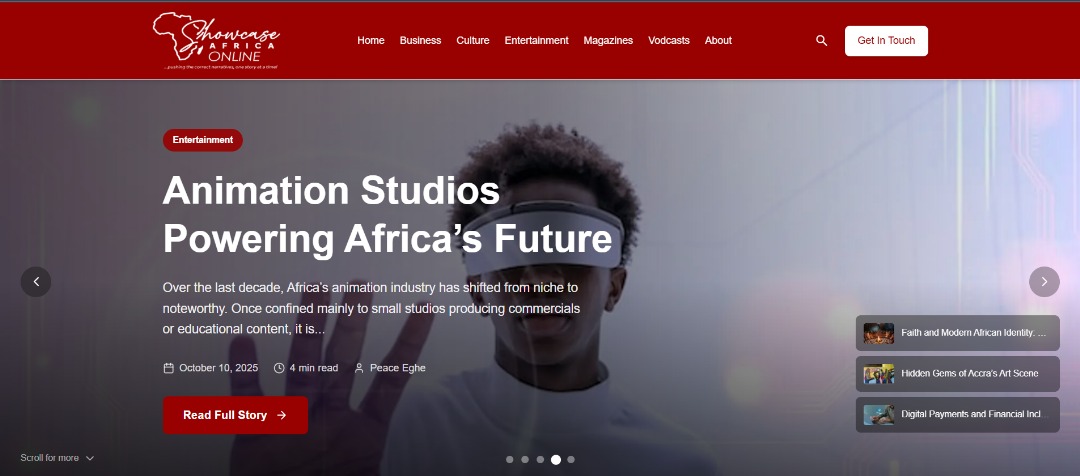 Showcase
AFRICA
ONLINE
...pushing the correct narratives, one story at a time!
Home Business Culture Entertainment Magazines Vodcasts About
Get In Touch
Entertainment
Animation Studios
Powering Africa’s Future
Over the last decade, Africa’s animation industry has shifted from niche to
noteworthy. Once confined mainly to small studios producing commercials
or educational content, it is...
October 10, 2025 4 min read Peace Eghe
Read Full Story
Faith and Modern African Identity: ...
Hidden Gems of Accra's Art Scene
Digital Payments and Financial Incl...
Scroll for more